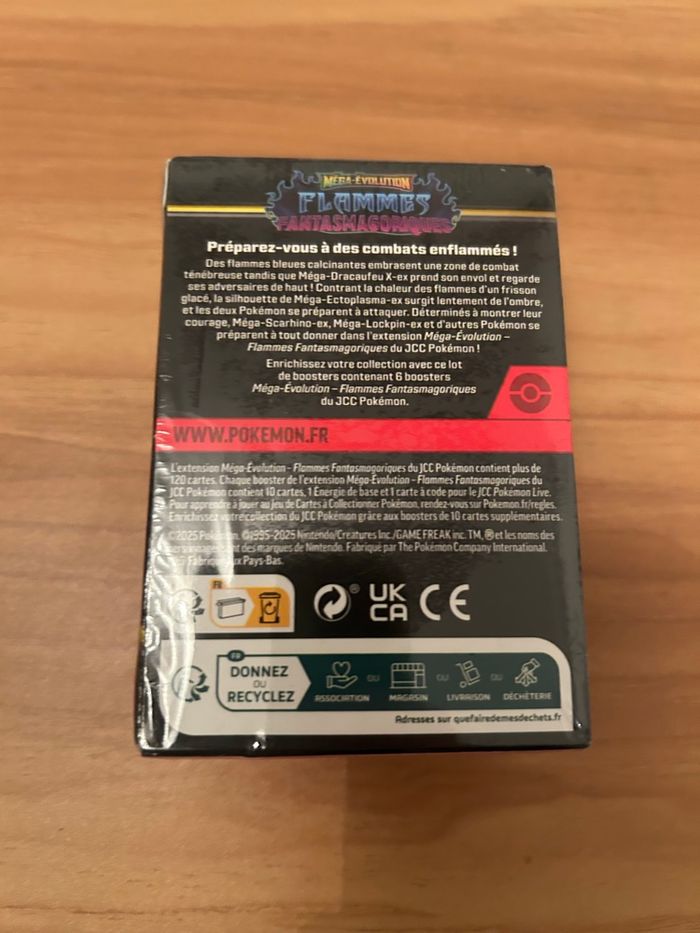 MÉGA-ÉVOLUTION
FLAMMES
FANTASMAGORIQUES
Préparez-vous à des combats enflammés !
Des flammes bleues calcinantes embrasent une zone de combat
ténébreuse tandis que Méga-Dracaufeu X-ex prend son envol et regarde
ses adversaires de haut ! Contrant la chaleur des flammes d'un frisson
glacé, la silhouette de Méga-Ectoplasma-ex surgit lentement de l'ombre,
et les deux Pokémon se préparent à attaquer. Déterminés à montrer leur
courage, Méga-Scarhino-ex, Méga-Lockpin-ex et d'autres Pokémon se
préparent à tout donner dans l'extension Méga-Évolution –
Flammes Fantasmagoriques du JCC Pokémon !
Enrichissez votre collection avec ce lot
de boosters contenant 6 boosters
Méga-Évolution – Flammes Fantasmagoriques
du JCC Pokémon.
WWW.POKEMON.FR
L'extension Méga-Évolution - Flammes Fantasmagoriques du JCC Pokémon contient plus de
120 cartes. Chaque booster de l'extension Méga-Évolution - Flammes Fantasmagoriques du
JCC Pokémon contient 10 cartes, 1 Énergie de base et 1 carte à code pour le JCC Pokémon Live.
Pour apprendre à jouer au Jeu de Cartes à Collectionner Pokémon, rendez-vous sur Pokemon.fr/regles.
Enrichissez votre collection du JCC Pokémon grâce aux boosters de 10 cartes supplémentaires.
©2025 Pokémon. ©1995-2025 Nintendo/Creatures Inc./GAME FREAK inc. TM, ® et les noms des
personnages sont des marques de Nintendo. Fabriqué par The Pokémon Company International.
Fabriqué aux Pays-Bas.
FR
®
UK
CA
CE
FR
DONNEZ
OU
RECYCLEZ
ASSOCIATION
OU
MAGASIN
OU
LIVRAISON
OU
DÉCHÈTERIE
Adresses sur quefairedemesdechets.fr